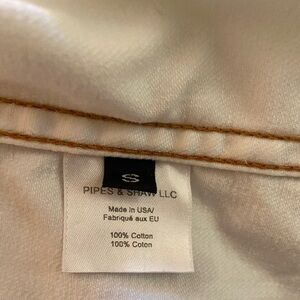 S
PIPES & SHAW LLC
Made in USA/
Fabriqué aux EU
100% Cotton
100% Coton